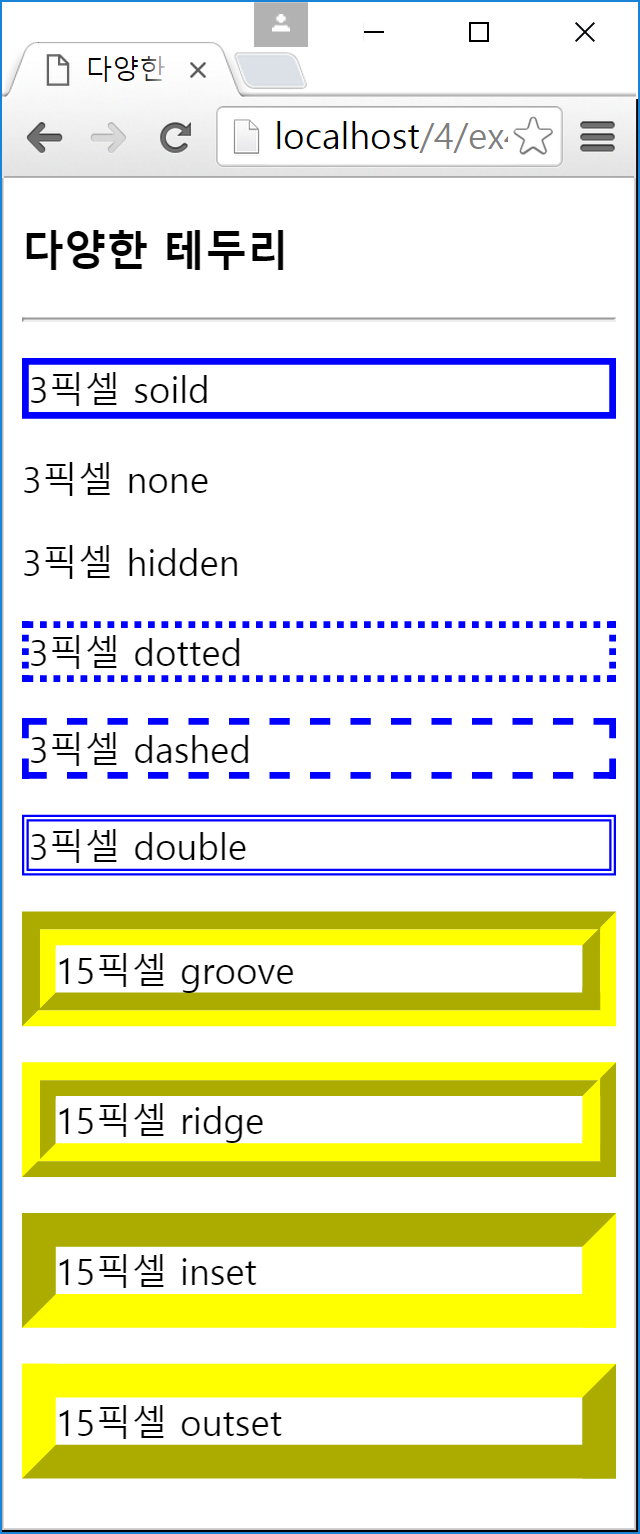 다양한
localhost/4/ex4
다양한 테두리
3픽셀 soild
3픽셀 none
3픽셀 hidden
3픽셀 dotted
3픽셀 dashed
3픽셀 double
15픽셀 groove
15픽셀 ridge
15픽셀 inset
15픽셀 outset